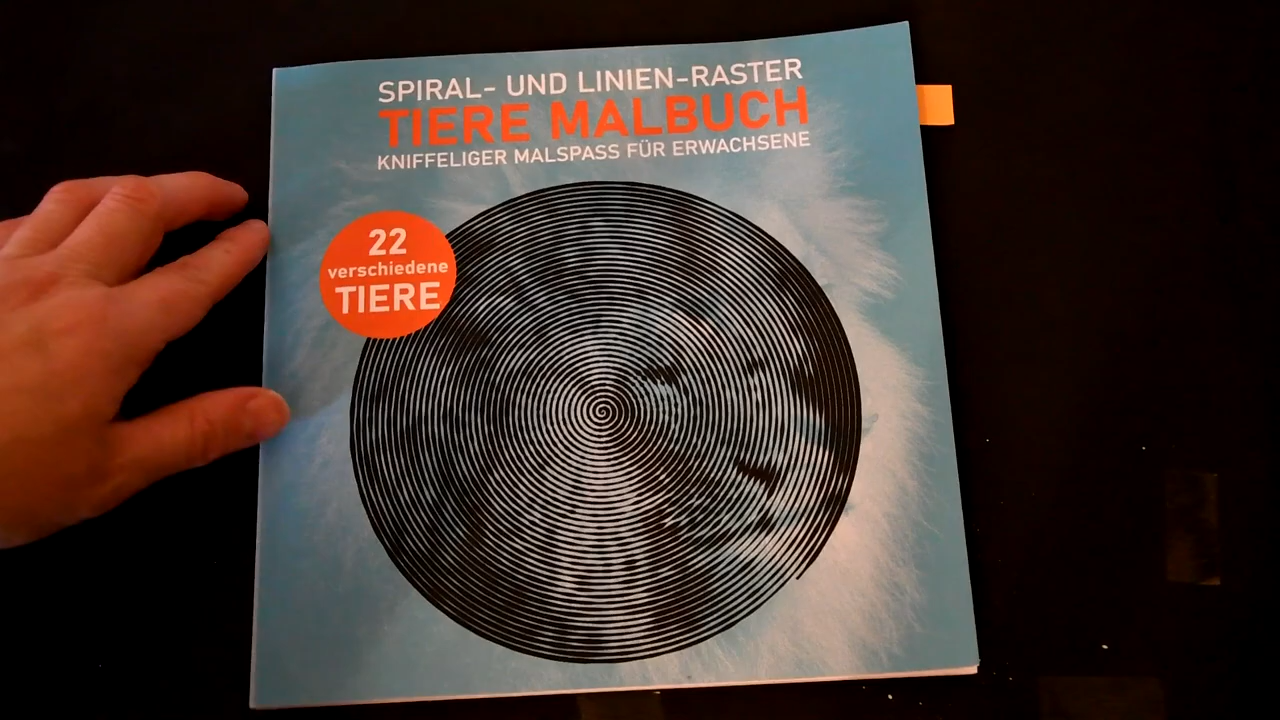 SPIRAL- UND LINIEN-RASTER
TIERE MALBUCH
KNIFFELIGER MALSPASS FÜR ERWACHSENE
22
verschiedene
TIERE